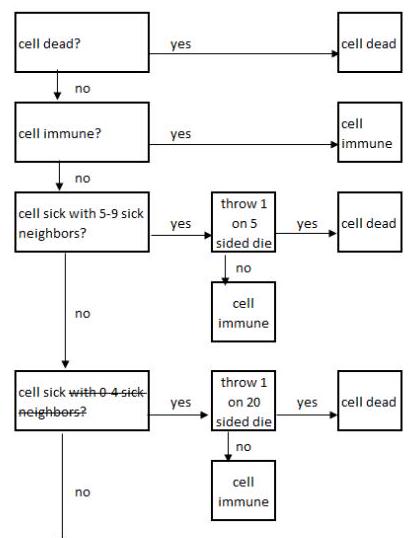 cell dead?
yes
cell dead
no
cell immune?
yes
cell
immune
no
cell sick with 5-9 sick
neighbors?
yes
throw 1
on 5
sided die
yes
cell dead
no
cell
immune
no
cell sick with 0-4 sick
neighbors?
yes
throw 1
on 20
sided die
yes
cell dead
no
cell
immune
no